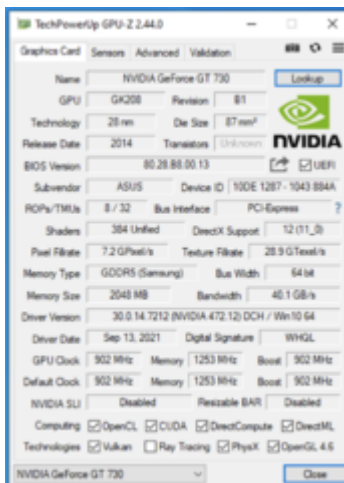 TechPowerUp GPU-Z 2.44.0
Graphics Card Sensors Advanced Validation
Name NVIDIA GeForce GT 730 Lookup
GPU GK208 Revision B1
Technology 28 nm Die Size 87 mm²
Release Date 2014 Transistors Unknown
NVIDIA
BIOS Version 80.28.B8.00.13 UEFI
Subvendor ASUS Device ID 10DE 1287 - 1043 884A
ROPs/TMUs 8 / 32 Bus Interface PCI-Express ?
Shaders 384 Unified DirectX Support 12 (11_0)
Pixel Fillrate 7.2 GPixel/s Texture Fillrate 28.9 GTexel/s
Memory Type GDDR5 (Samsung) Bus Width 64 bit
Memory Size 2048 MB Bandwidth 40.1 GB/s
Driver Version 30.0.14.7212 (NVIDIA 472.12) DCH / Win10 64
Driver Date Sep 13, 2021 Digital Signature WHQL
GPU Clock 902 MHz Memory 1253 MHz Boost 902 MHz
Default Clock 902 MHz Memory 1253 MHz Boost 902 MHz
NVIDIA SLI Disabled Resizable BAR Disabled
Computing OpenCL CUDA DirectCompute DirectML
Technologies Vulkan Ray Tracing PhysX OpenGL 4.6
NVIDIA GeForce GT 730 Close